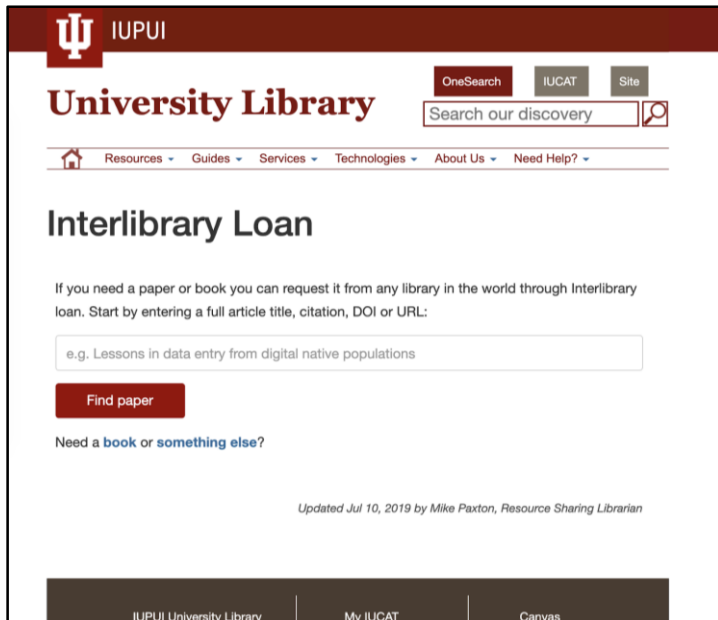 IUPUI
University Library
OneSearch IUCAT Site
Search our discovery
Resources Guides Services Technologies About Us Need Help?
Interlibrary Loan
If you need a paper or book you can request it from any library in the world through Interlibrary
loan. Start by entering a full article title, citation, DOI or URL:
e.g. Lessons in data entry from digital native populations
Find paper
Need a book or something else?
Updated Jul 10, 2019 by Mike Paxton, Resource Sharing Librarian
IUPUI University Library My IUCAT Canvas